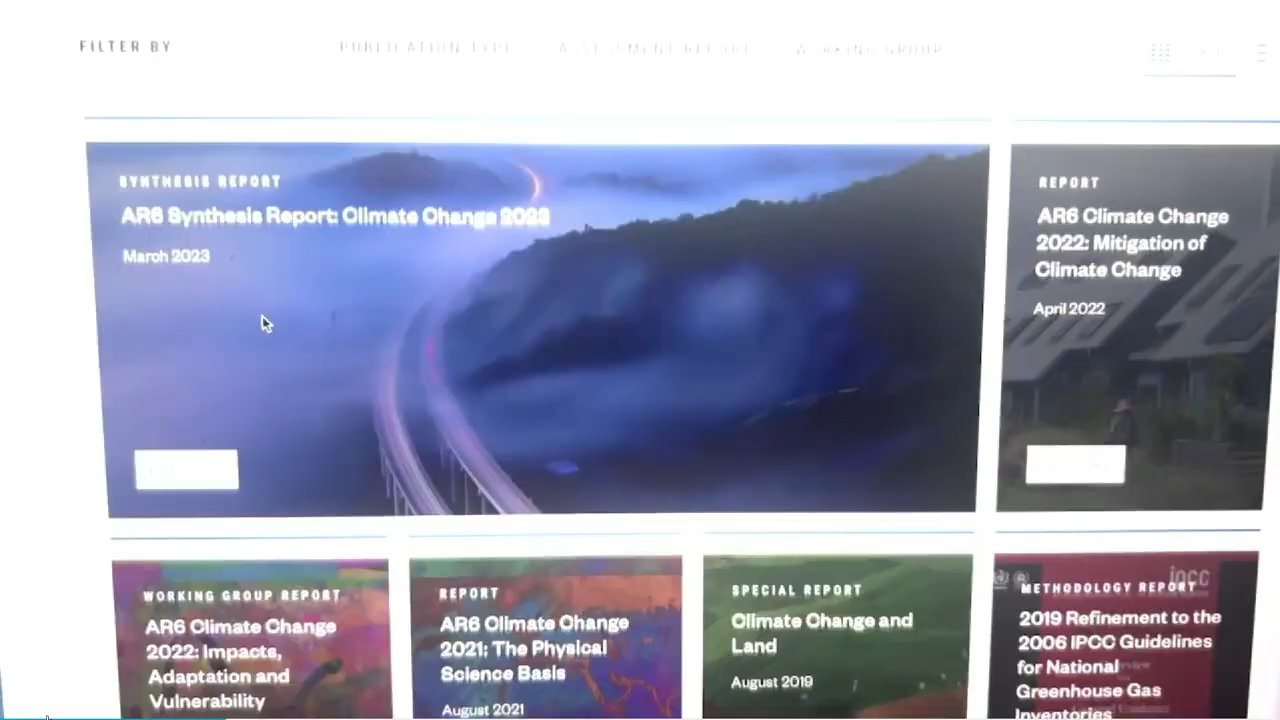 FILTER BY
PUBLICATION TYPE
ASSESSMENT REPORT
WORKING GROUP
SYNTHESIS REPORT
AR6 Synthesis Report: Climate Change 2023
March 2023
REPORT
AR6 Climate Change
2022: Mitigation of
Climate Change
April 2022
WORKING GROUP REPORT
AR6 Climate Change
2022: Impacts,
Adaptation and
Vulnerability
REPORT
AR6 Climate Change
2021: The Physical
Science Basis
August 2021
SPECIAL REPORT
Climate Change and
Land
August 2019
ipcc
METHODOLOGY REPORT
2019 Refinement to the
2006 IPCC Guidelines
for National
Greenhouse Gas
Inventories